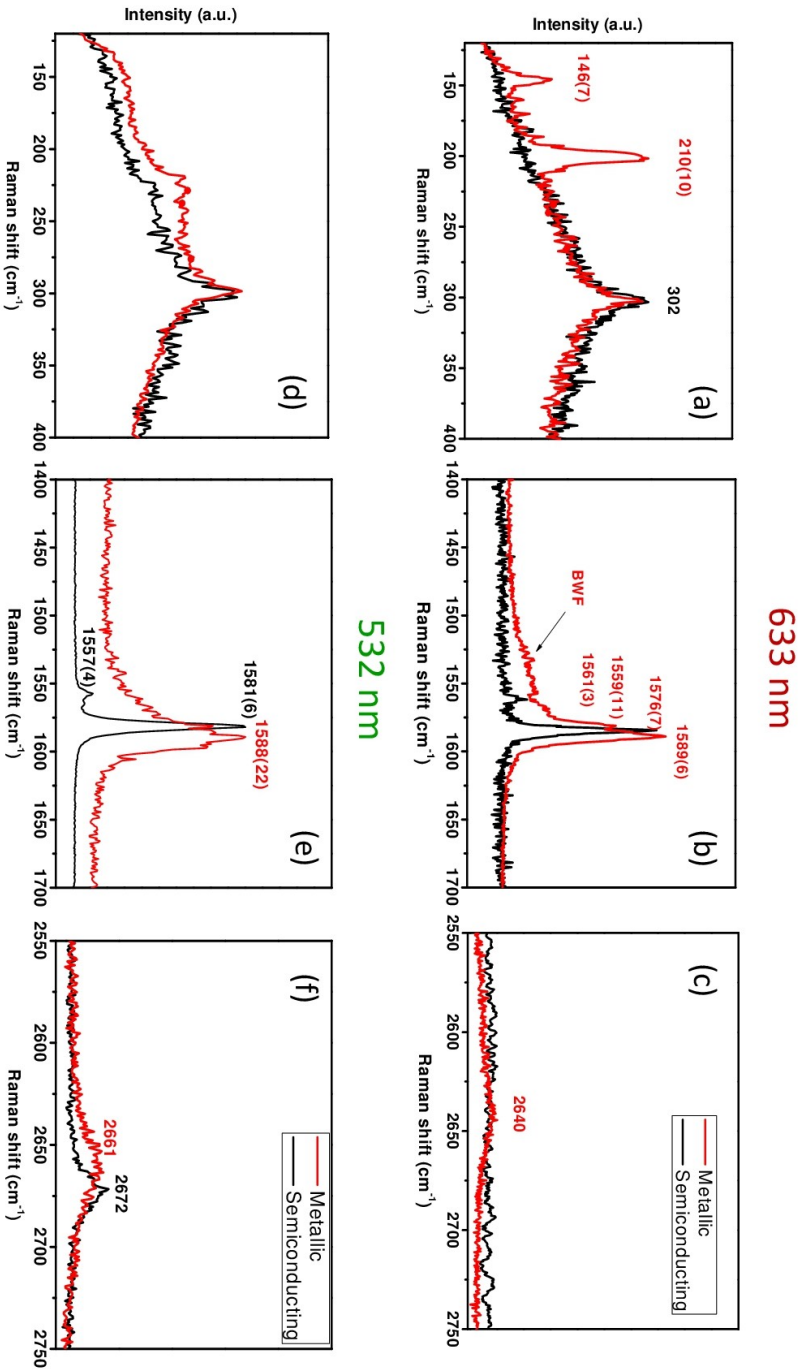 633 nm
Intensity (a.u.)
146(7)
210(10)
302
(a)
150 200 250 300 350 400
Raman shift (cm⁻¹)
BWF
1561(3)
1559(11)
1576(7)
1589(6)
(b)
1400 1450 1500 1550 1600 1650 1700
Raman shift (cm⁻¹)
2640
(c)
Metallic
Semiconducting
2550 2600 2650 2700 2750
Raman shift (cm⁻¹)
532 nm
Intensity (a.u.)
(d)
150 200 250 300 350 400
Raman shift (cm⁻¹)
1557(4)
1581(6)
1588(22)
(e)
1400 1450 1500 1550 1600 1650 1700
Raman shift (cm⁻¹)
2661
2672
(f)
Metallic
Semiconducting
2550 2600 2650 2700 2750
Raman shift (cm⁻¹)